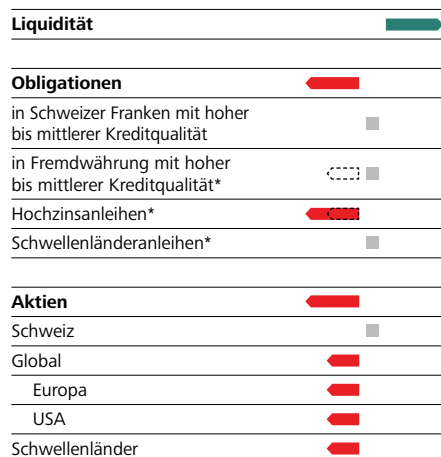 Liquidität
Obligationen
in Schweizer Franken mit hoher
bis mittlerer Kreditqualität
in Fremdwährung mit hoher
bis mittlerer Kreditqualität*
Hochzinsanleihen*
Schwellenländeranleihen*
Aktien
Schweiz
Global
Europa
USA
Schwellenländer